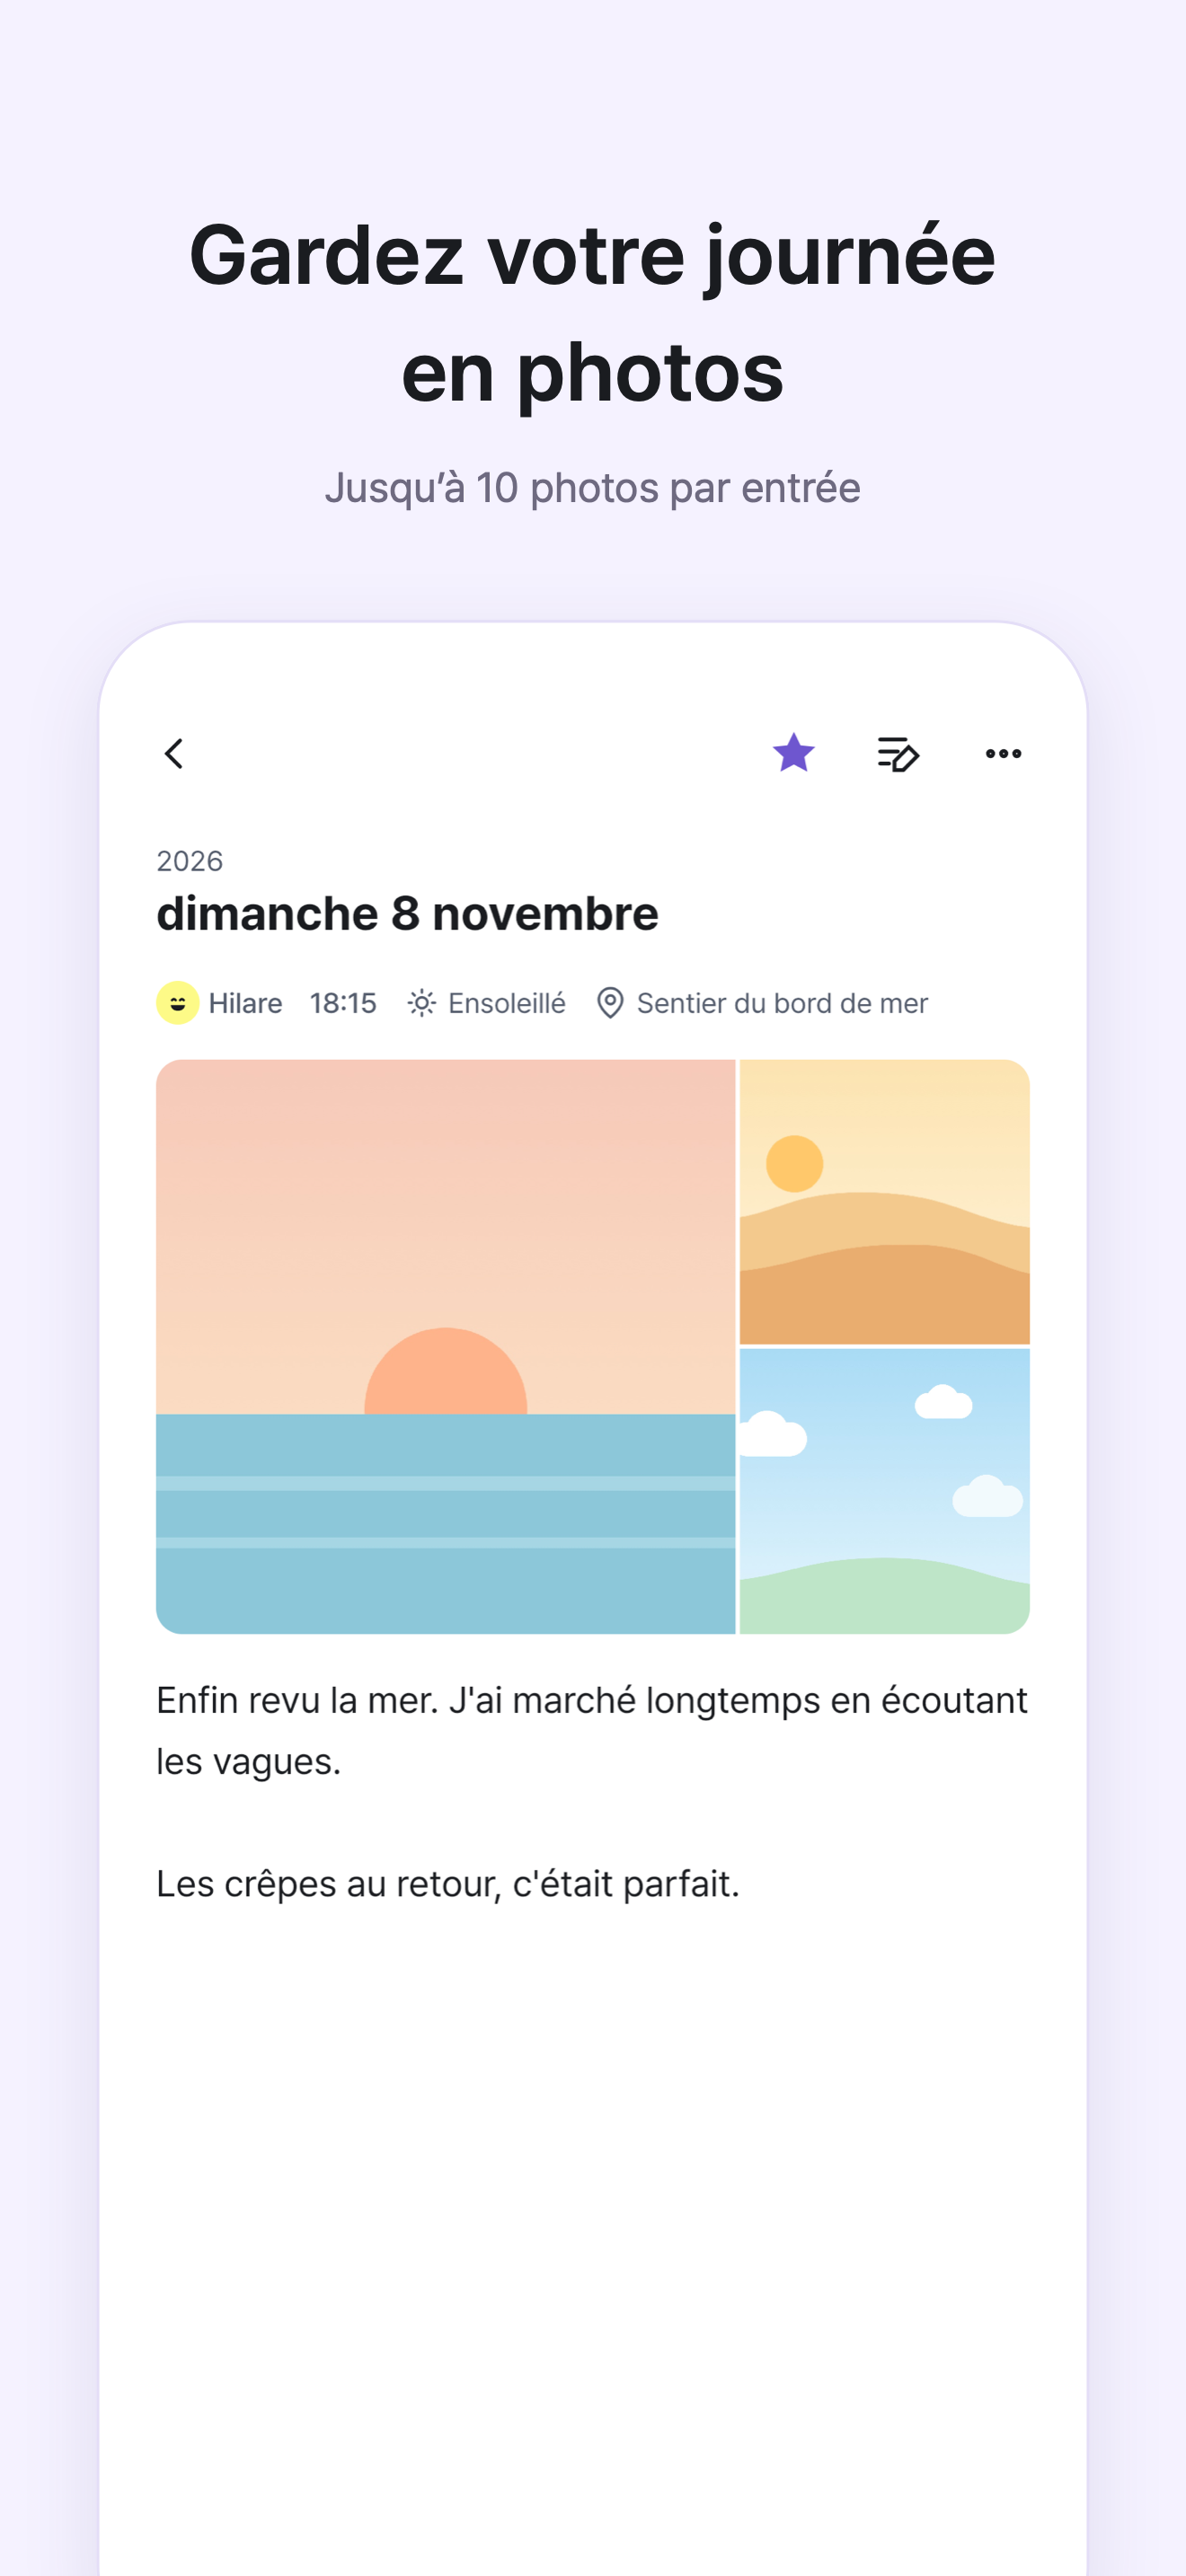 Gardez votre journée
en photos
Jusqu’à 10 photos par entrée
2026
dimanche 8 novembre
Hilare 18:15 Ensoleillé Sentier du bord de mer
Enfin revu la mer. J'ai marché longtemps en écoutant
les vagues.
Les crêpes au retour, c'était parfait.